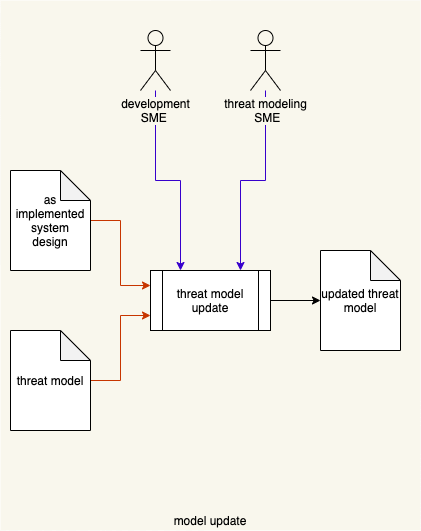 development
SME
threat modeling
SME
as
implemented
system
design
threat model
update
updated threat
model
threat model
model update